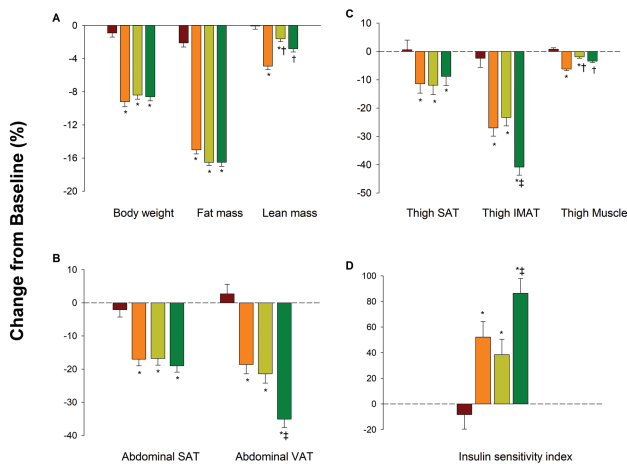 Change from Baseline (%)
A
0
-4
-8
-12
-16
-20
* * *
* * *
* *† †
Body weight Fat mass Lean mass
C
10
0
-10
-20
-30
-40
-50
* * *
* * *‡
* *† †
Thigh SAT Thigh IMAT Thigh Muscle
B
10
0
-10
-20
-30
-40
* * *
* * *‡
Abdominal SAT Abdominal VAT
D
100
80
60
40
20
0
-20
* * *‡
Insulin sensitivity index